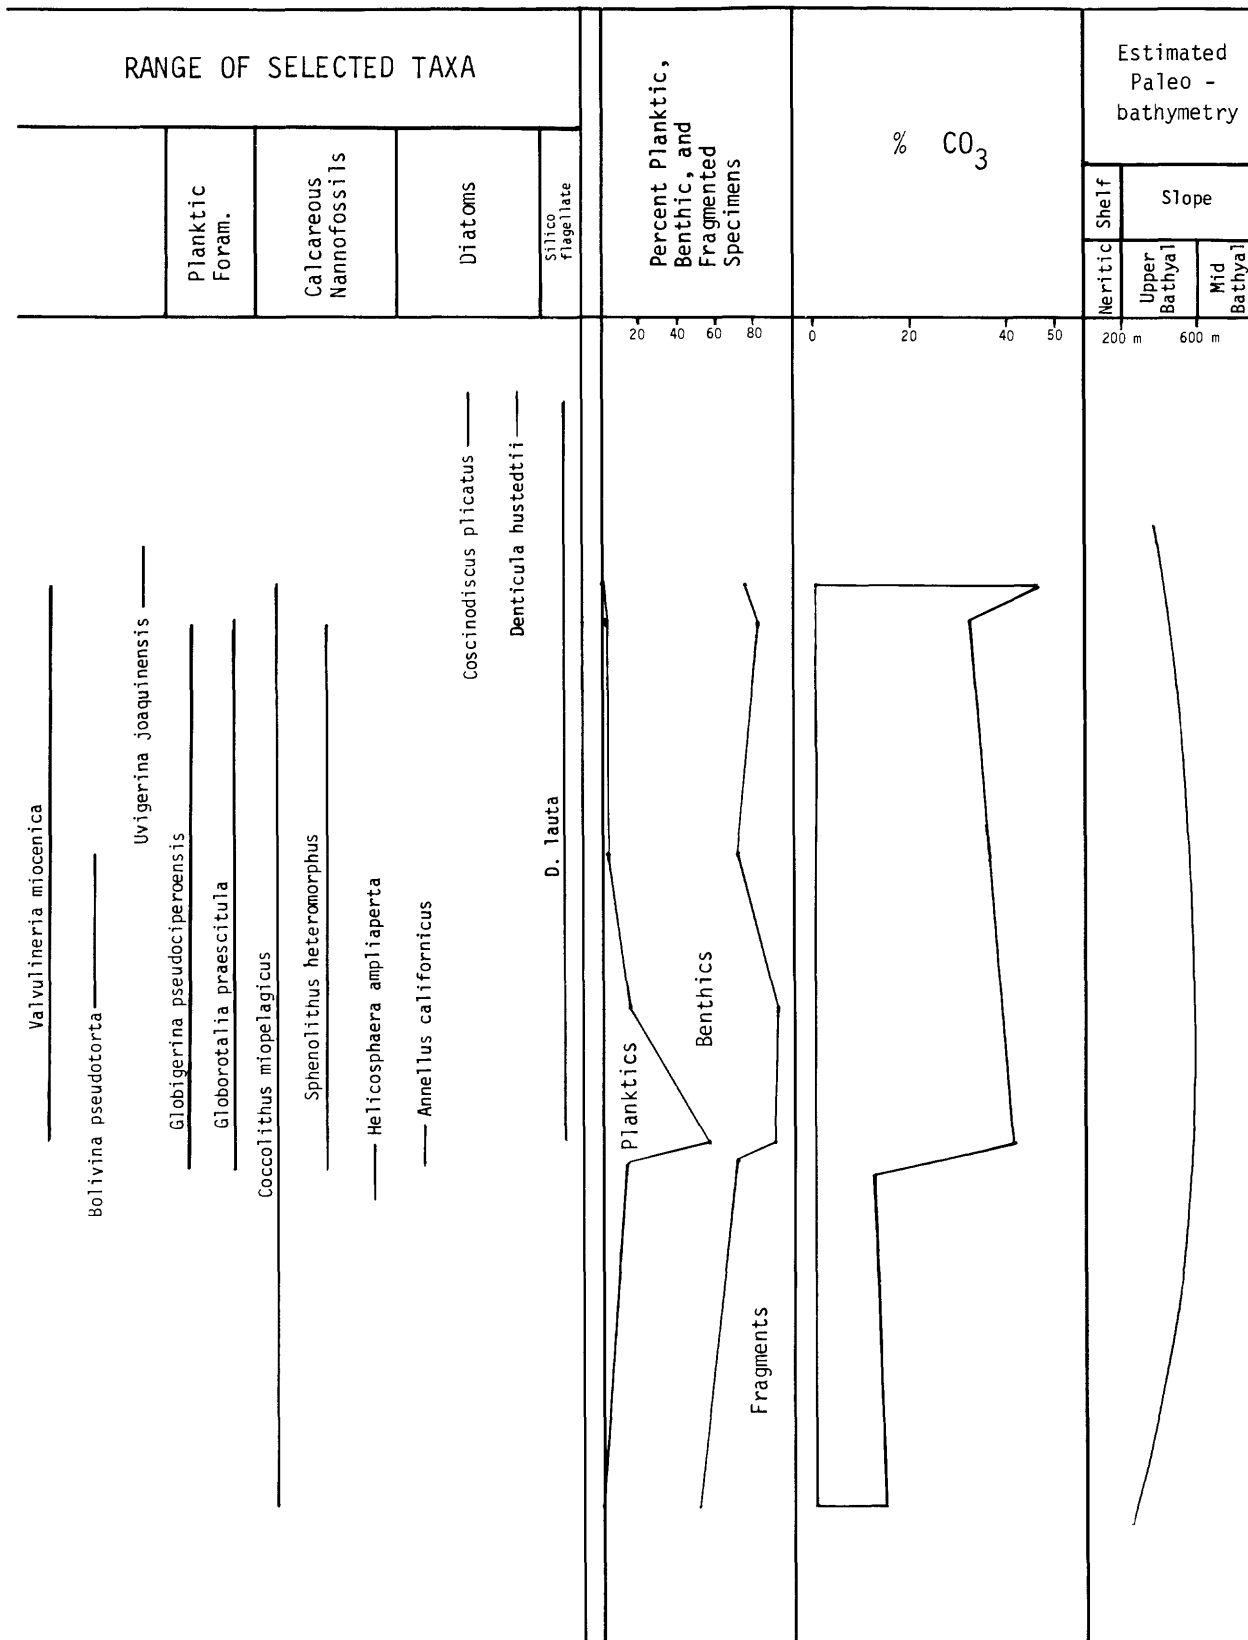 RANGE OF SELECTED TAXA
Planktic
Foram.
Calcareous
Nannofossils
Diatoms
Silico
flagellate
Percent Planktic,
Benthic, and
Fragmented
Specimens
% CO3
Estimated
Paleo -
bathymetry
Neritic
Shelf
Slope
Upper
Bathyal
Mid
Bathyal
20 40 60 80
0 20 40 50
200 m 600 m
Valvulineria miocenica
Bolivina pseudotorta
Uvigerina joaquinensis
Globigerina pseudociperoensis
Globorotalia praescitula
Coccolithus miopelagicus
Sphenolithus heteromorphus
Helicosphaera ampliaperta
Annellus californicus
Coscinodiscus plicatus
Denticula hustedtii
D. lauta
Planktics
Benthics
Fragments